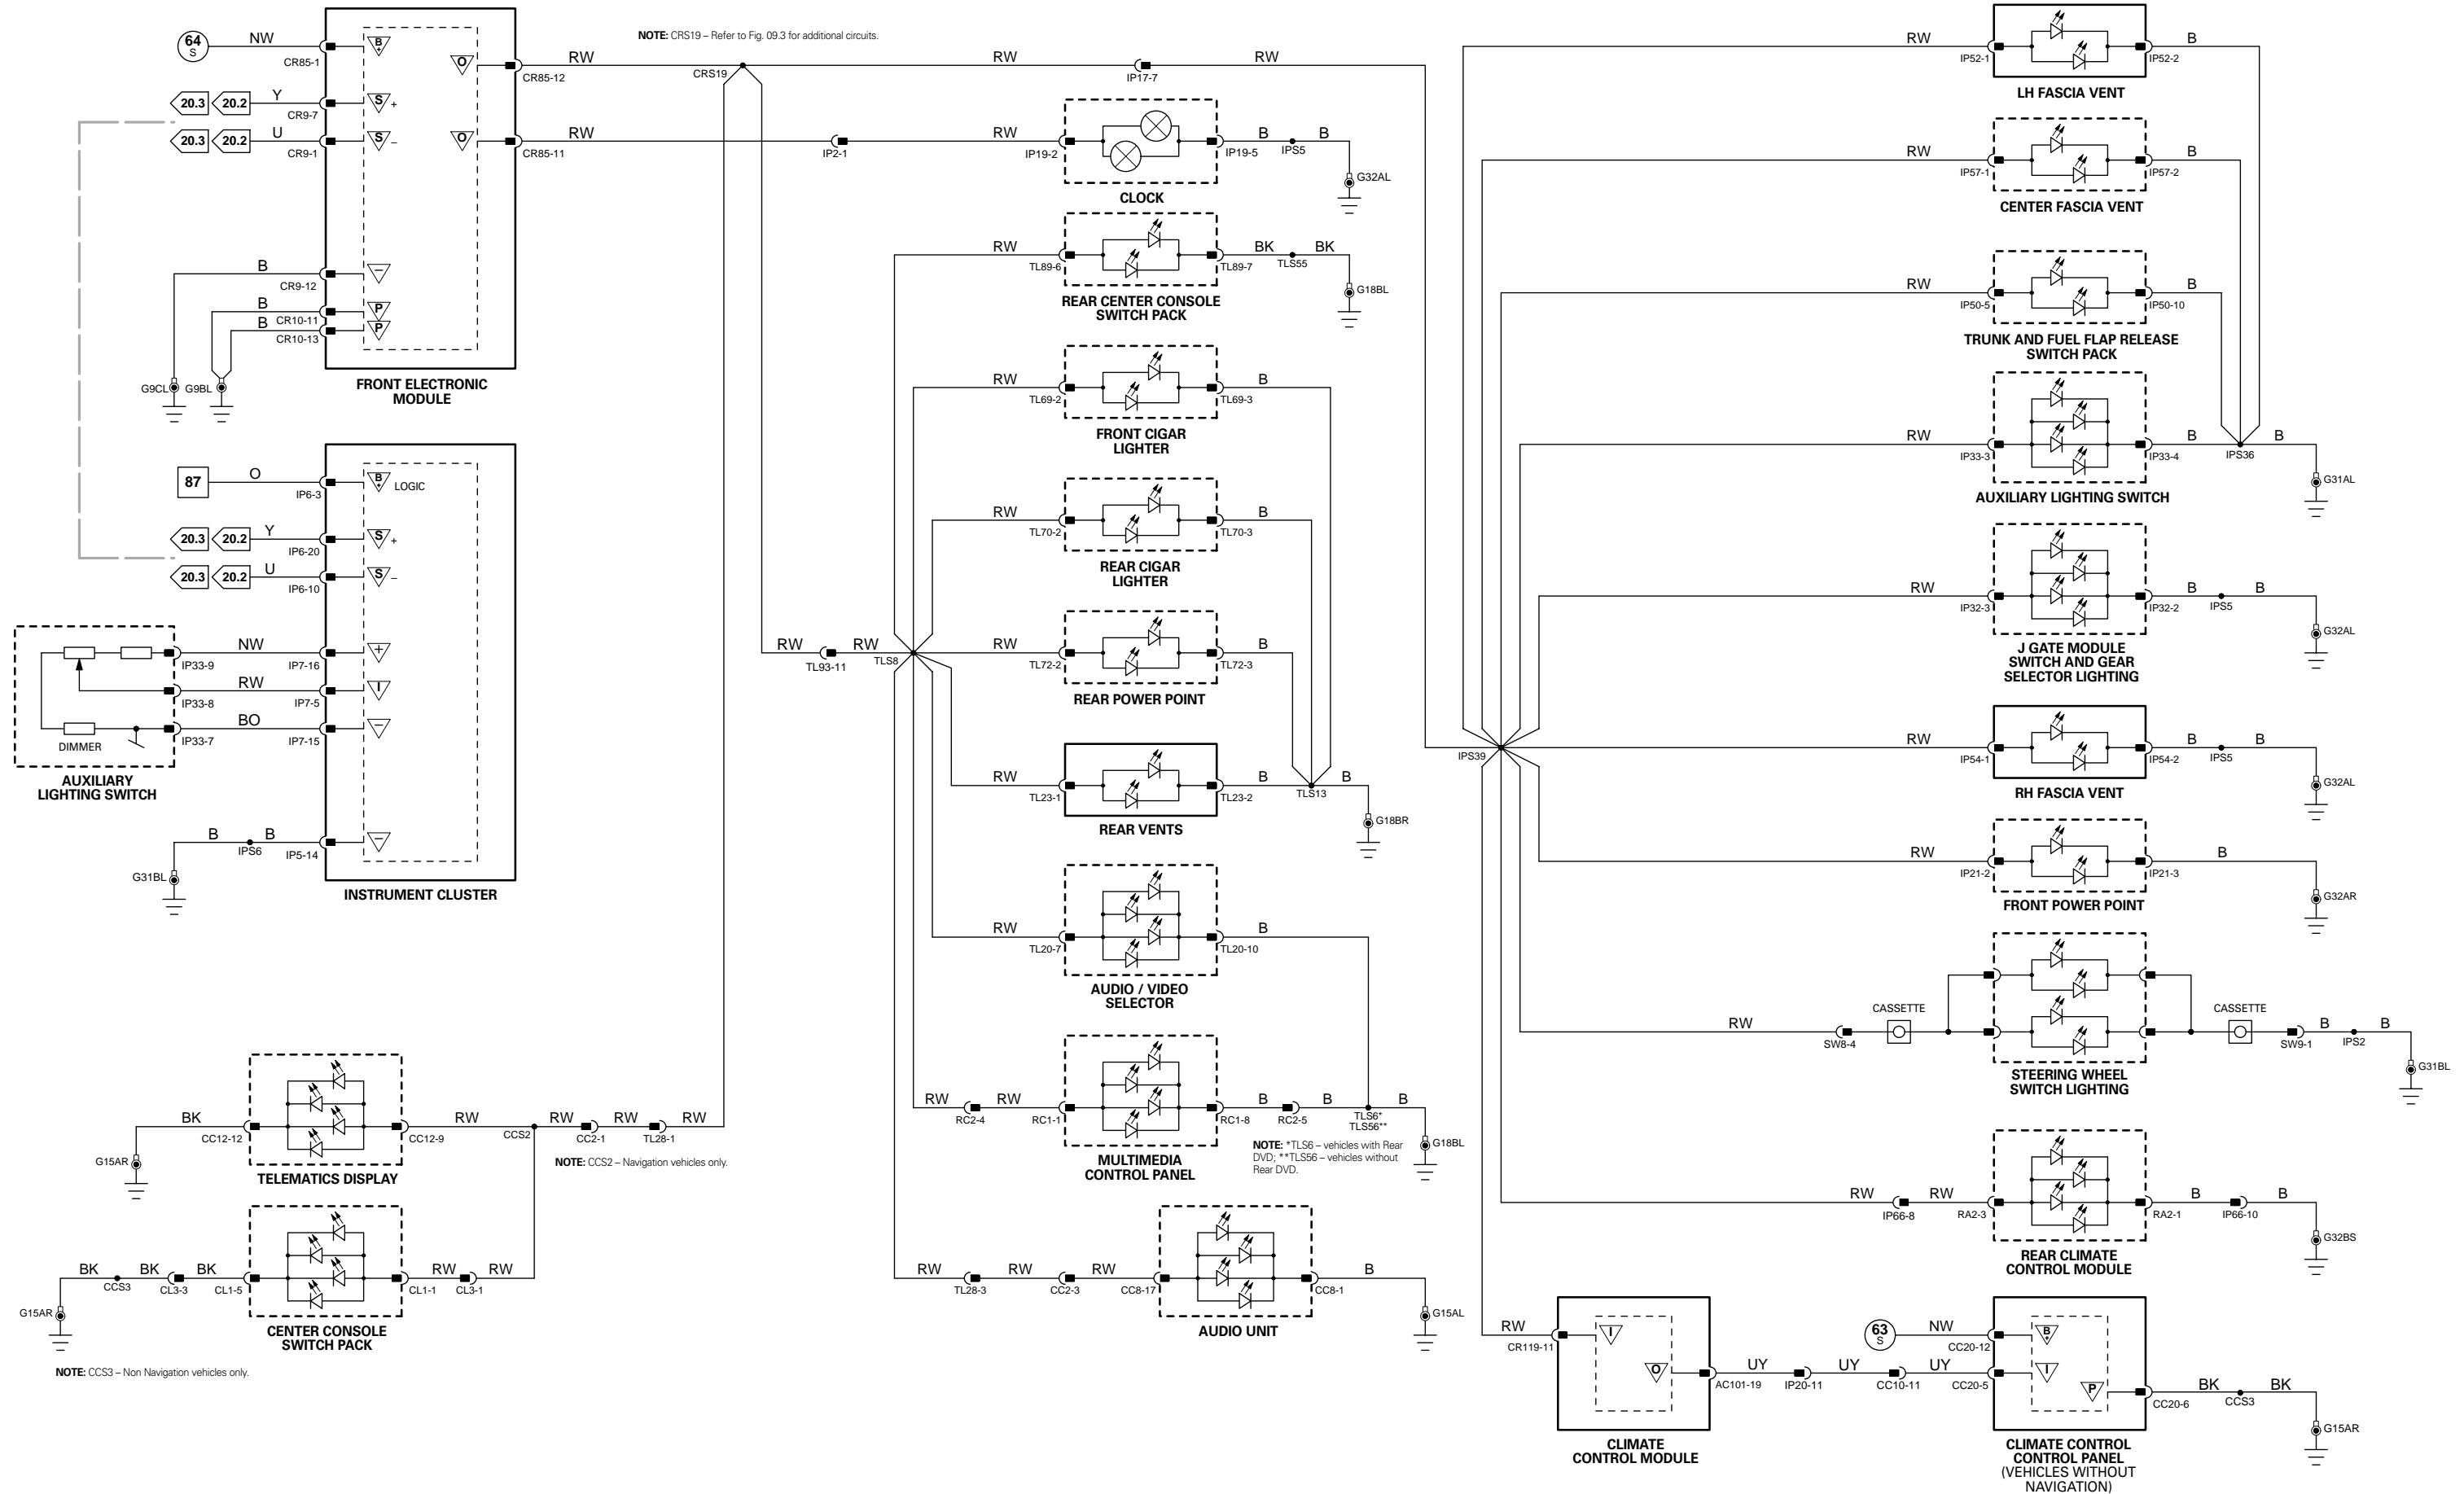 NOTE: CRS19 – Refer to Fig. 09.3 for additional circuits.
64
S
NW
CR85-1
B
+
O
CR85-12
RW
CRS19
RW
IP17-7
RW
20.3
20.2
Y
CR9-7
S
+
20.3
20.2
U
CR9-1
S
–
O
CR85-11
RW
IP2-1
RW
IP19-2
IP19-5
B
IPS5
B
G32AL
CLOCK
B
CR9-12
–
B
CR10-11
P
B
CR10-13
P
G9CL
G9BL
FRONT ELECTRONIC
MODULE
87
O
IP6-3
B
+
LOGIC
20.3
20.2
Y
IP6-20
S
+
20.3
20.2
U
IP6-10
S
–
IP33-9
NW
IP7-16
+
IP33-8
RW
IP7-5
I
IP33-7
BO
IP7-15
–
DIMMER
AUXILIARY
LIGHTING SWITCH
B
IPS6
B
IP5-14
–
G31BL
INSTRUMENT CLUSTER
BK
CC12-12
G15AR
CC12-9
RW
CCS2
RW
CC2-1
RW
TL28-1
RW
TELEMATICS DISPLAY
NOTE: CCS2 – Navigation vehicles only.
BK
CCS3
BK
CL3-3
BK
CL1-5
CL1-1
RW
CL3-1
RW
G15AR
CENTER CONSOLE
SWITCH PACK
NOTE: CCS3 – Non Navigation vehicles only.
RW
TL93-11
RW
TLS8
RW
TL89-6
TL89-7
BK
TLS55
BK
G18BL
REAR CENTER CONSOLE
SWITCH PACK
RW
TL69-2
TL69-3
B
FRONT CIGAR
LIGHTER
RW
TL70-2
TL70-3
B
REAR CIGAR
LIGHTER
RW
TL72-2
TL72-3
B
REAR POWER POINT
RW
TL23-1
TL23-2
B
TLS13
B
G18BR
REAR VENTS
RW
TL20-7
TL20-10
B
AUDIO / VIDEO
SELECTOR
RW
RC2-4
RW
RC1-1
RC1-8
B
RC2-5
B
TLS6*
TLS56**
B
G18BL
NOTE: *TLS6 – vehicles with Rear
DVD; **TLS56 – vehicles without
Rear DVD.
MULTIMEDIA
CONTROL PANEL
RW
TL28-3
RW
CC2-3
RW
CC8-17
CC8-1
B
G15AL
AUDIO UNIT
IPS39
RW
IP52-1
IP52-2
B
LH FASCIA VENT
RW
IP57-1
IP57-2
B
CENTER FASCIA VENT
RW
IP50-5
IP50-10
B
TRUNK AND FUEL FLAP RELEASE
SWITCH PACK
RW
IP33-3
IP33-4
B
IPS36
B
G31AL
AUXILIARY LIGHTING SWITCH
RW
IP32-3
IP32-2
B
IPS5
B
G32AL
J GATE MODULE
SWITCH AND GEAR
SELECTOR LIGHTING
RW
IP54-1
IP54-2
B
IPS5
B
G32AL
RH FASCIA VENT
RW
IP21-2
IP21-3
B
G32AR
FRONT POWER POINT
RW
SW8-4
CASSETTE
CASSETTE
SW9-1
B
IPS2
B
G31BL
STEERING WHEEL
SWITCH LIGHTING
RW
IP66-8
RW
RA2-3
RA2-1
B
IP66-10
B
G32BS
REAR CLIMATE
CONTROL MODULE
RW
CR119-11
I
O
AC101-19
UY
IP20-11
UY
CC10-11
UY
CC20-5
I
63
S
NW
CC20-12
B
+
P
CC20-6
BK
CCS3
BK
G15AR
CLIMATE
CONTROL MODULE
CLIMATE CONTROL
CONTROL PANEL
(VEHICLES WITHOUT
NAVIGATION)